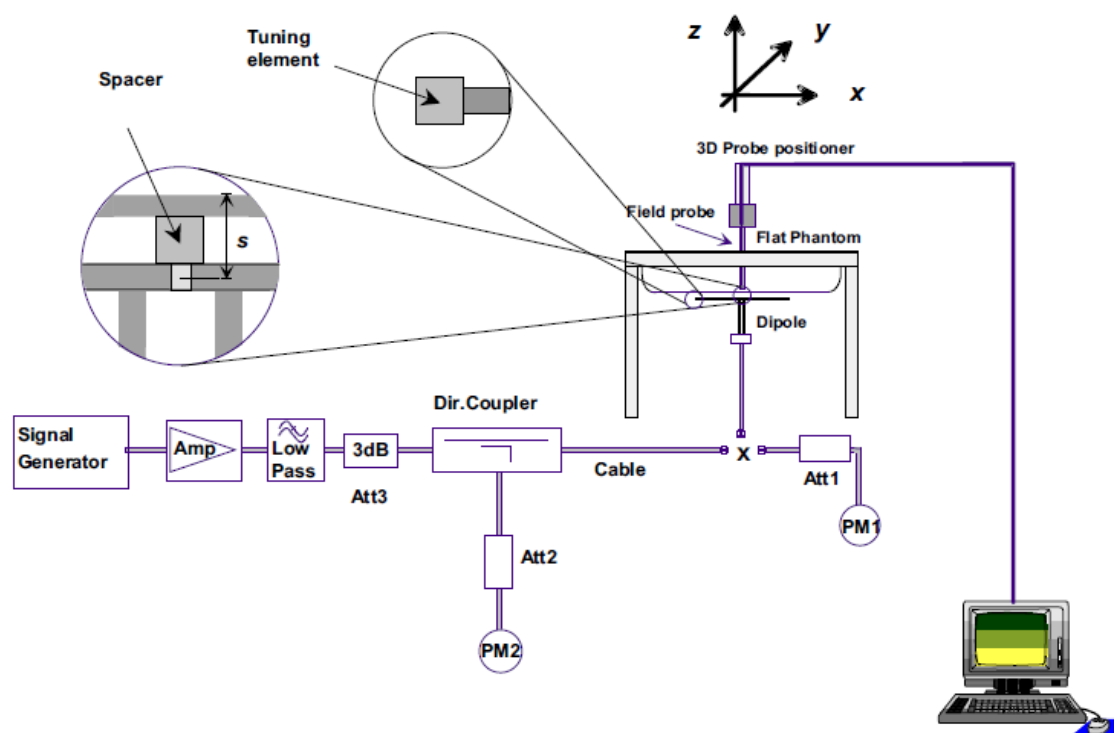 Tuning
element
z
y
x
Spacer
s
3D Probe positioner
Field probe
Flat Phantom
Dipole
Dir.Coupler
Signal
Generator
Amp
Low
Pass
3dB
Att3
Cable
X
Att1
PM1
Att2
PM2